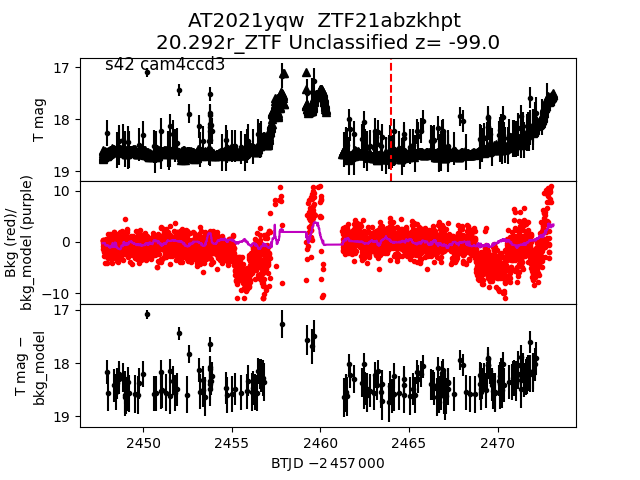 AT2021yqw  ZTF21abzkhpt
20.292r_ZTF Unclassified z= -99.0
s42 cam4ccd3
17
18
19
T mag
10
0
−10
Bkg (red)/
bkg_model (purple)
17
18
19
T mag −
bkg_model
2450
2455
2460
2465
2470
BTJD −2 457 000